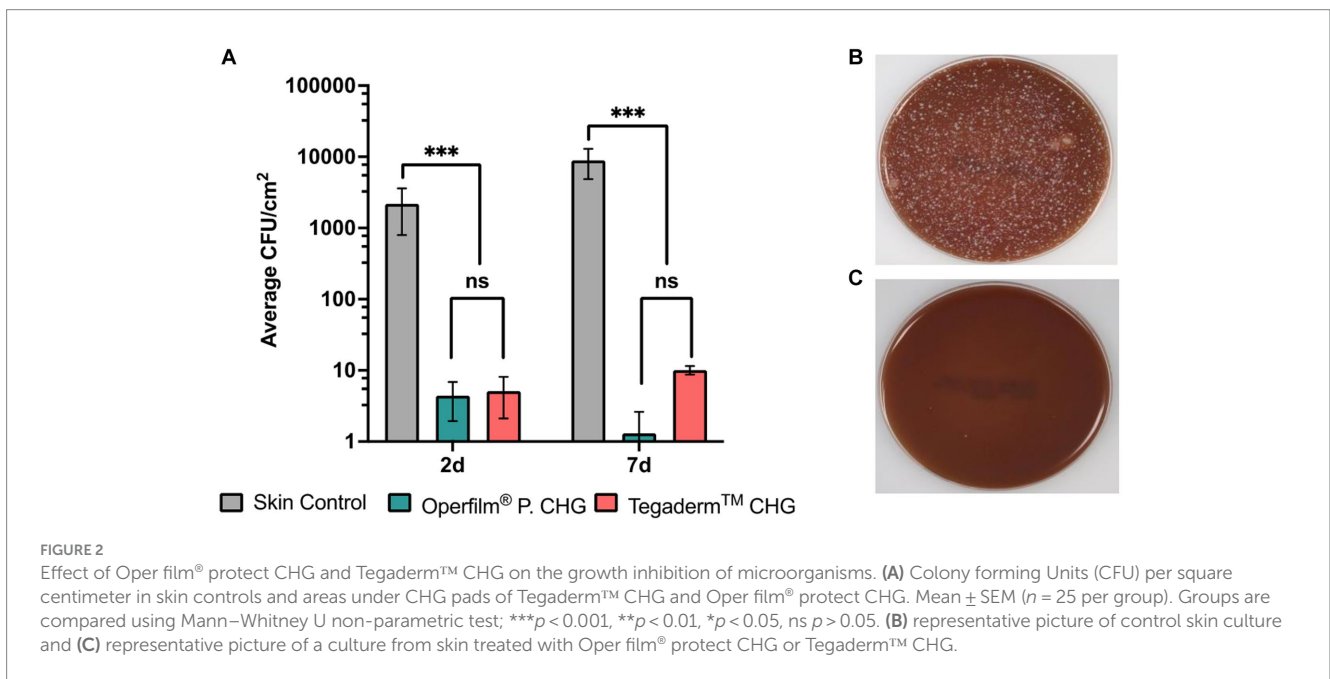 A
B
100000
10000
1000
100
10
1
Average CFU/cm²
***
***
ns
ns
2d
7d
Skin Control Operfilm® P. CHG Tegaderm™ CHG
C
FIGURE 2
Effect of Oper film® protect CHG and Tegaderm™ CHG on the growth inhibition of microorganisms. (A) Colony forming Units (CFU) per square
centimeter in skin controls and areas under CHG pads of Tegaderm™ CHG and Oper film® protect CHG. Mean ± SEM (n = 25 per group). Groups are
compared using Mann–Whitney U non-parametric test; ***p < 0.001, **p < 0.01, *p < 0.05, ns p > 0.05. (B) representative picture of control skin culture
and (C) representative picture of a culture from skin treated with Oper film® protect CHG or Tegaderm™ CHG.